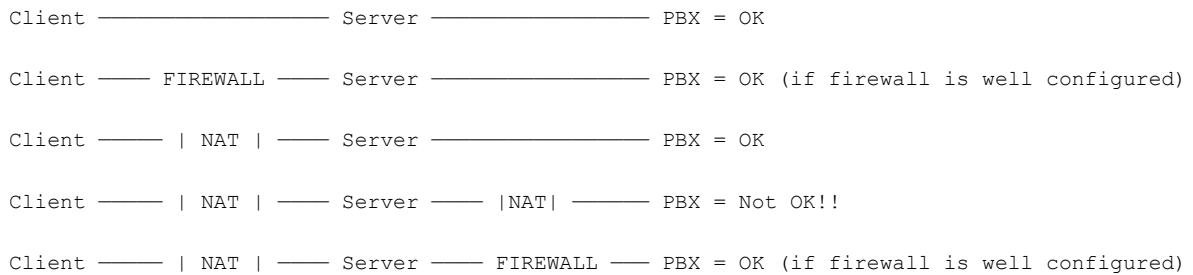 Client ───────────────── Server ──────────────── PBX = OK
Client ──── FIREWALL ──── Server ──────────────── PBX = OK (if firewall is well configured)
Client ───── | NAT | ──── Server ──────────────── PBX = OK
Client ───── | NAT | ──── Server ──── |NAT| ───── PBX = Not OK!!
Client ───── | NAT | ──── Server ──── FIREWALL ─── PBX = OK (if firewall is well configured)